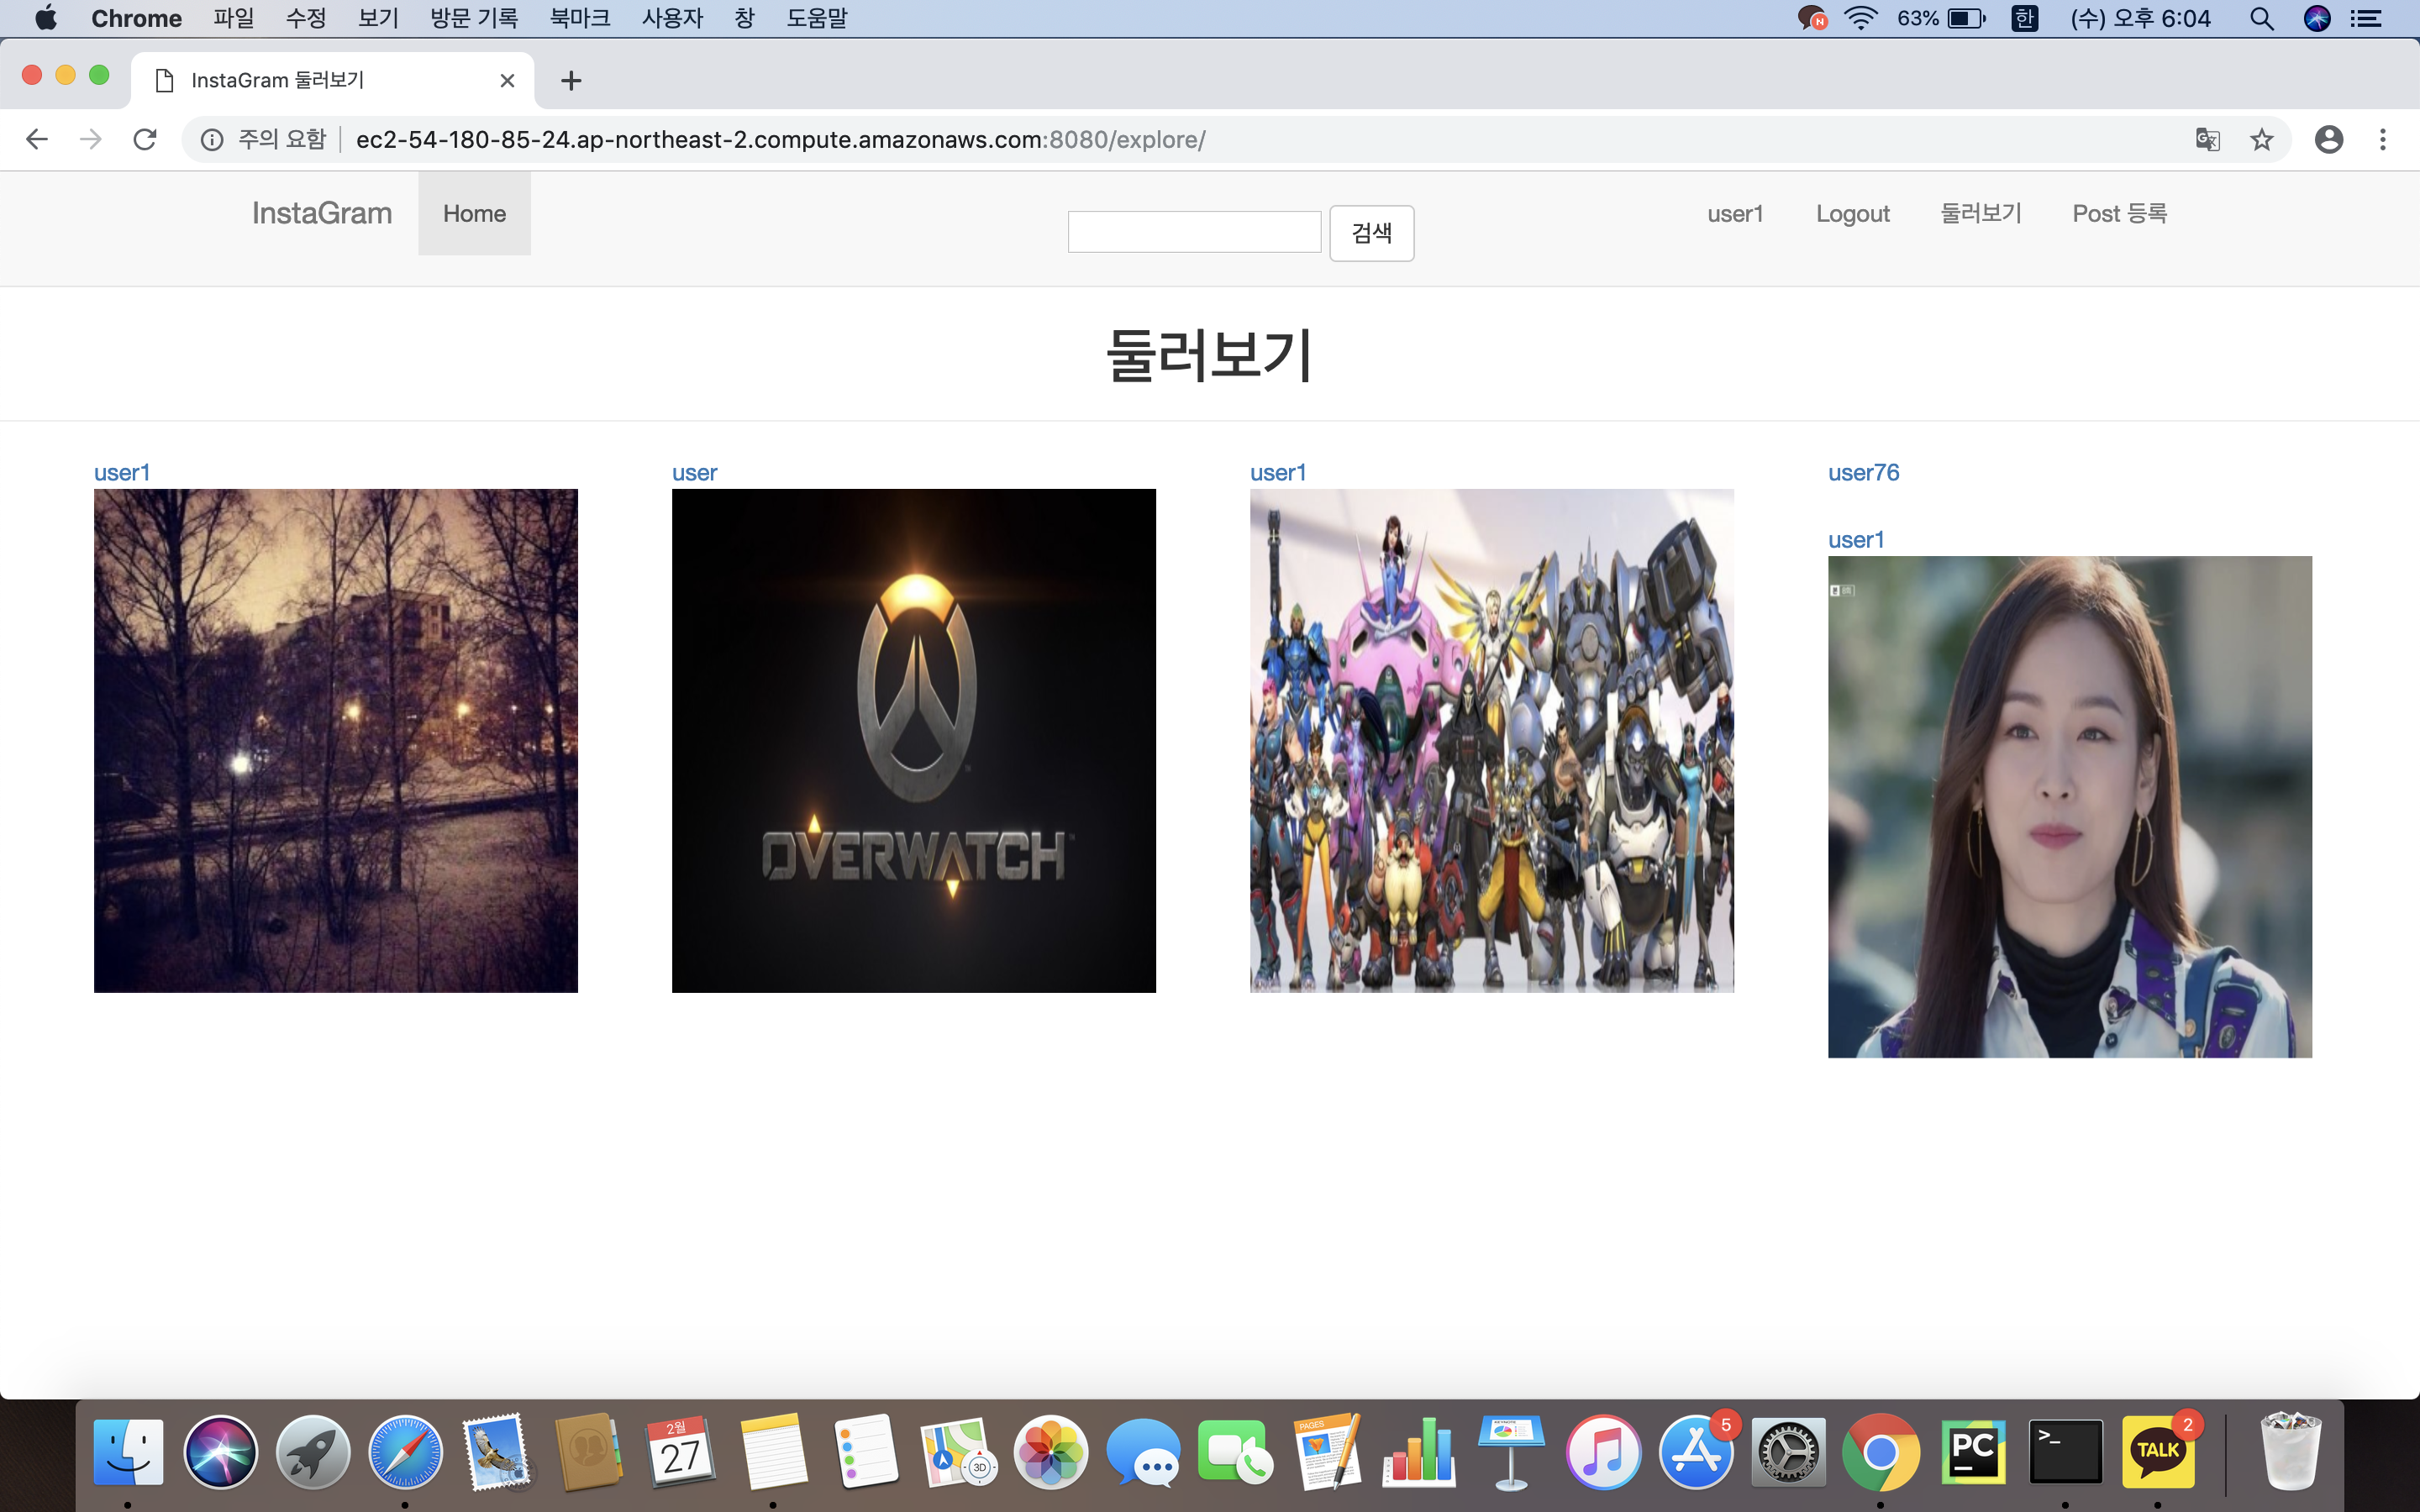 Chrome 파일 수정 보기 방문 기록 북마크 사용자 창 도움말 N 63% 한 (수) 오후 6:04
InstaGram 둘러보기
주의 요함 ec2-54-180-85-24.ap-northeast-2.compute.amazonaws.com:8080/explore/
InstaGram Home 검색 user1 Logout 둘러보기 Post 등록
둘러보기
user1 user user1 user76
user1
OVERWATCH
2월
27
3D
PAGES
KEYNOTE
5
PC
>_
TALK
2